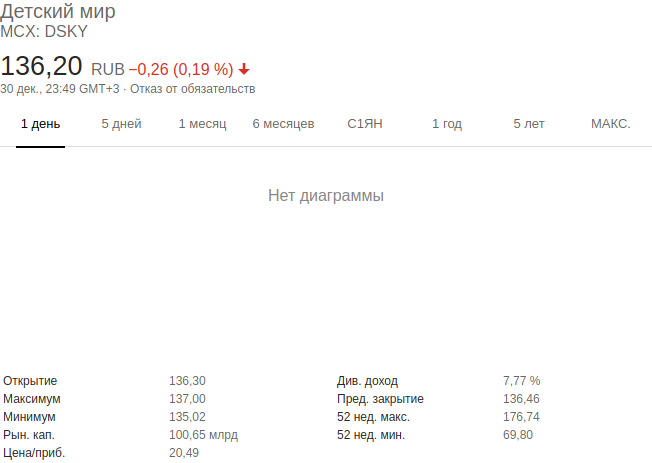 Детский мир
MCX: DSKY
136,20 RUB −0,26 (0,19 %)
30 дек., 23:49 GMT+3 · Отказ от обязательств
1 день 5 дней 1 месяц 6 месяцев С1ЯН 1 год 5 лет МАКС.
Нет диаграммы
Открытие 136,30 Див. доход 7,77 %
Максимум 137,00 Пред. закрытие 136,46
Минимум 135,02 52 нед. макс. 176,74
Рын. кап. 100,65 млрд 52 нед. мин. 69,80
Цена/приб. 20,49